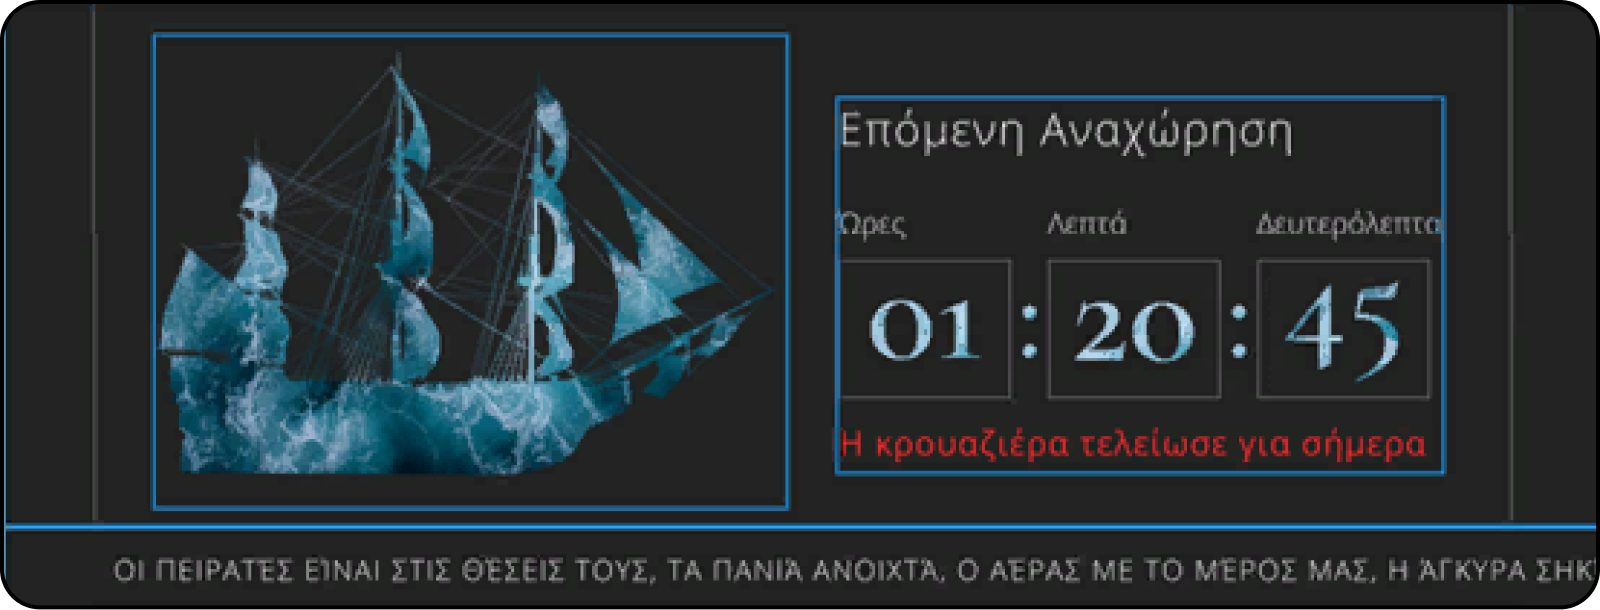 Επόμενη Αναχώρηση
Ώρες Λεπτά Δευτερόλεπτα
01 : 20 : 45
Η κρουαζιέρα τελείωσε για σήμερα
ΟΙ ΠΕΙΡΑΤΈΣ ΕΊΝΑΙ ΣΤΙΣ ΘΈΣΕΙΣ ΤΟΥΣ, ΤΑ ΠΑΝΙΆ ΑΝΟΙΧΤΆ, Ο ΑΈΡΑΣ ΜΕ ΤΟ ΜΈΡΟΣ ΜΑΣ, Η ΆΓΚΥΡΑ